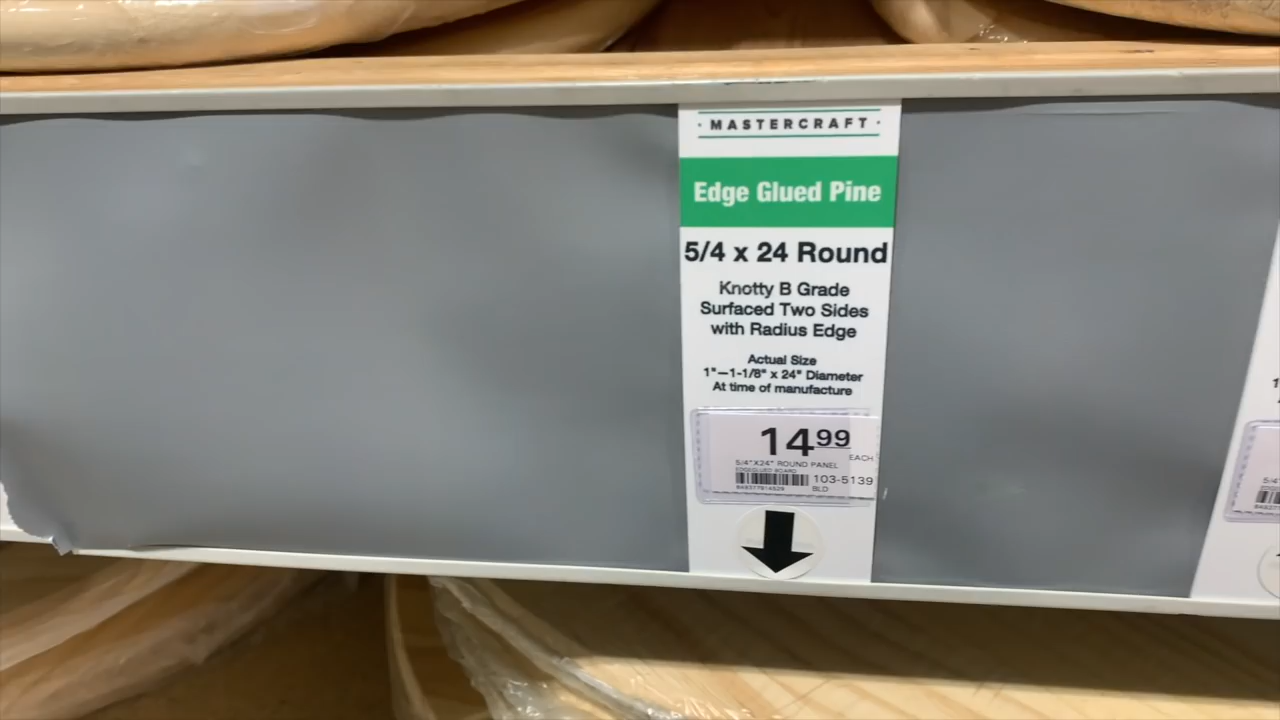 · MASTERCRAFT ·
Edge Glued Pine
5/4 x 24 Round
Knotty B Grade
Surfaced Two Sides
with Radius Edge
Actual Size
1"—1-1/8" x 24" Diameter
At time of manufacture
14.99
EACH
5/4"X24" ROUND PANEL
EDGEGLUED BOARD
103-5139
BLD